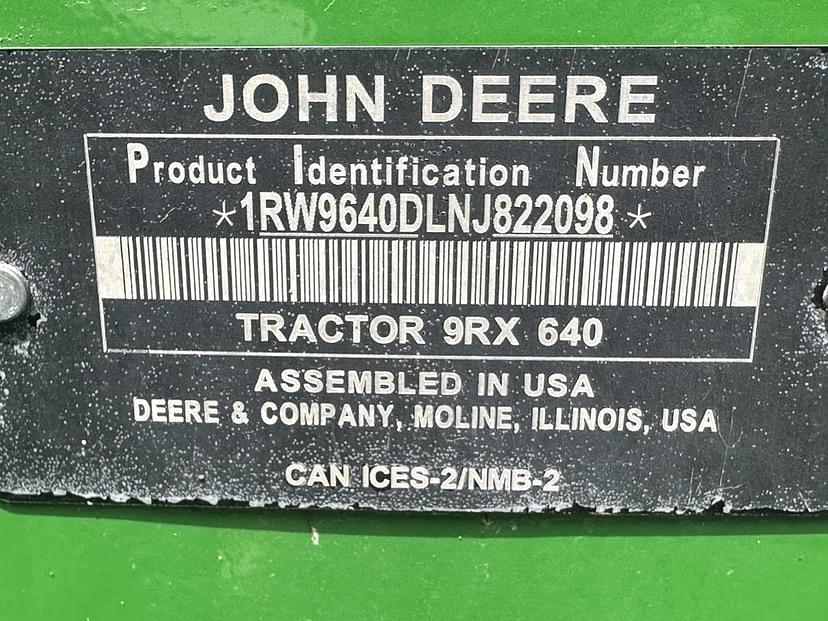 JOHN DEERE
Product Identification Number
*1RW9640DLNJ822098*
TRACTOR 9RX 640
ASSEMBLED IN USA
DEERE & COMPANY, MOLINE, ILLINOIS, USA
CAN ICES-2/NMB-2